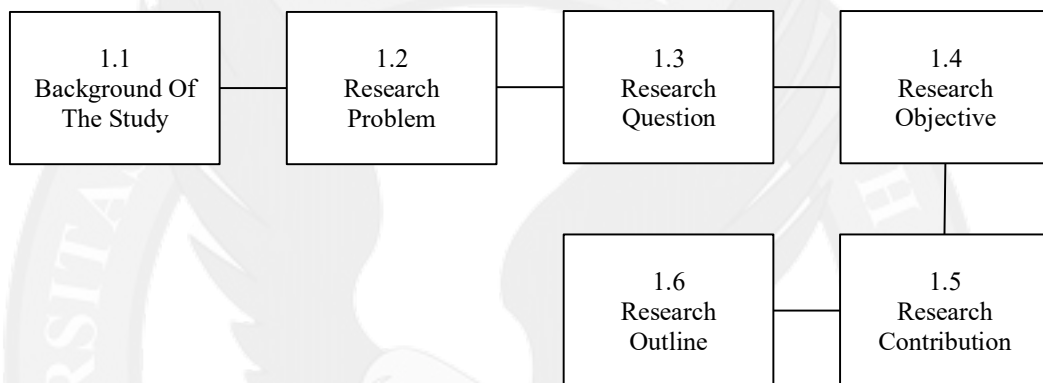 1.1
Background Of
The Study
1.2
Research
Problem
1.3
Research
Question
1.4
Research
Objective
1.6
Research
Outline
1.5
Research
Contribution
RSITA
H